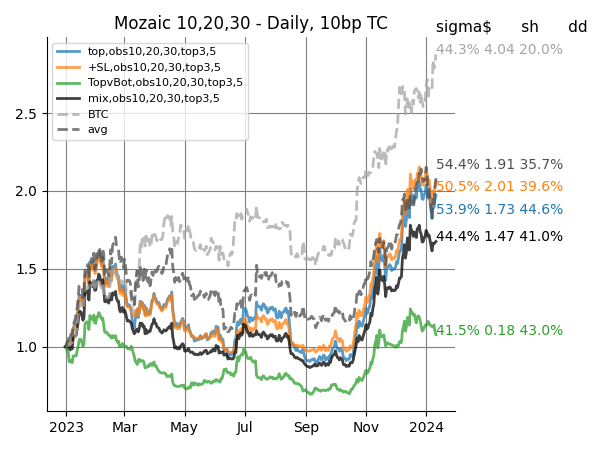 Mozaic 10,20,30 - Daily, 10bp TC
sigma$ sh dd
top,obs10,20,30,top3,5
+SL,obs10,20,30,top3,5
TopvBot,obs10,20,30,top3,5
mix,obs10,20,30,top3,5
BTC
avg
44.3% 4.04 20.0%
54.4% 1.91 35.7%
50.5% 2.01 39.6%
53.9% 1.73 44.6%
44.4% 1.47 41.0%
41.5% 0.18 43.0%
2.5
2.0
1.5
1.0
2023 Mar May Jul Sep Nov 2024